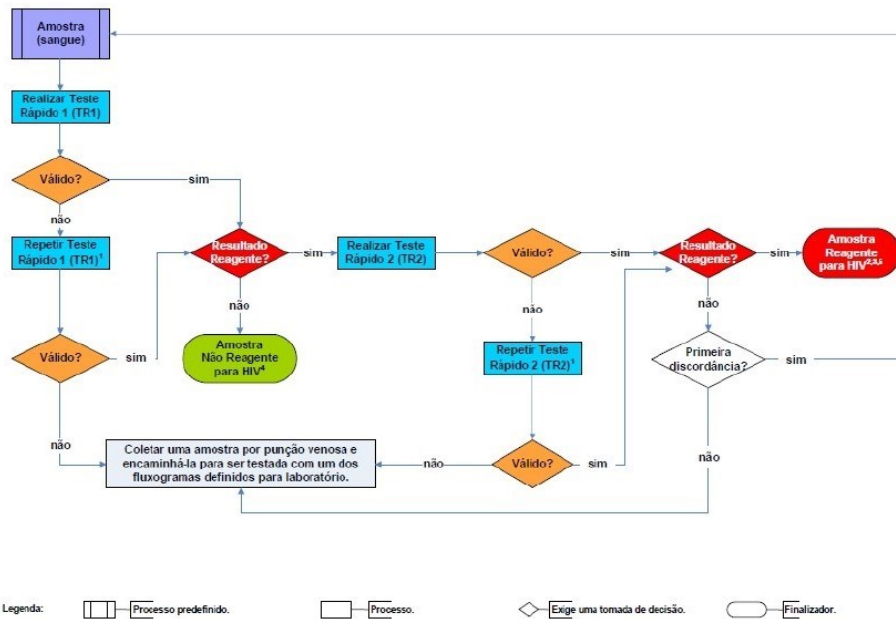 Amostra
(sangue)
Realizar Teste
Rápido 1 (TR1)
Válido?
sim
não
Repetir Teste
Rápido 1 (TR1)¹
Resultado
Reagente?
sim
Realizar Teste
Rápido 2 (TR2)
Válido?
sim
Resultado
Reagente?
sim
Amostra
Reagente
para HIV²,³,⁵
não
não
não
Válido?
sim
Amostra
Não Reagente
para HIV⁴
Repetir Teste
Rápido 2 (TR2)¹
Primeira
discordância?
sim
não
Coletar uma amostra por punção venosa e
encaminhá-la para ser testada com um dos
fluxogramas definidos para laboratório.
não
Válido?
sim
não
Legenda:
Processo predefinido.
Processo.
Exige uma tomada de decisão.
Finalizador.